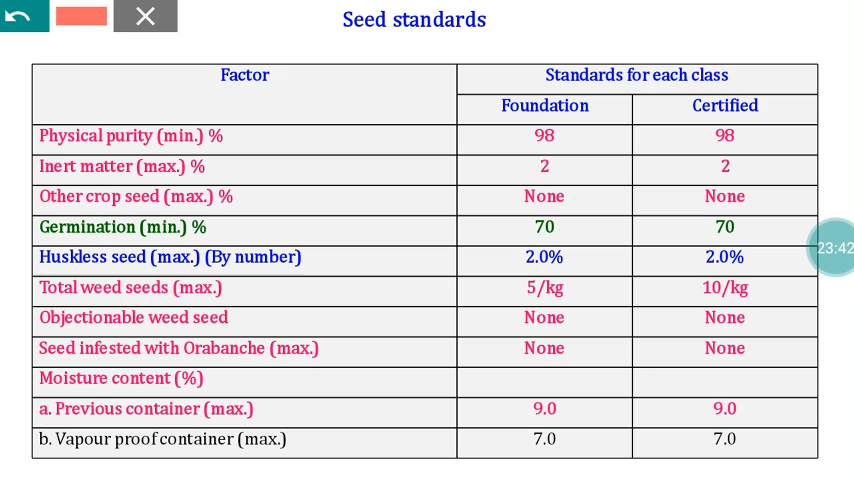 Seed standards
Factor
Standards for each class
Foundation
Certified
Physical purity (min.) % 98 98
Inert matter (max.) % 2 2
Other crop seed (max.) % None None
Germination (min.) % 70 70
Huskless seed (max.) (By number) 2.0% 2.0%
Total weed seeds (max.) 5/kg 10/kg
Objectionable weed seed None None
Seed infested with Orabanche (max.) None None
Moisture content (%)
a. Previous container (max.) 9.0 9.0
b. Vapour proof container (max.) 7.0 7.0
23:42